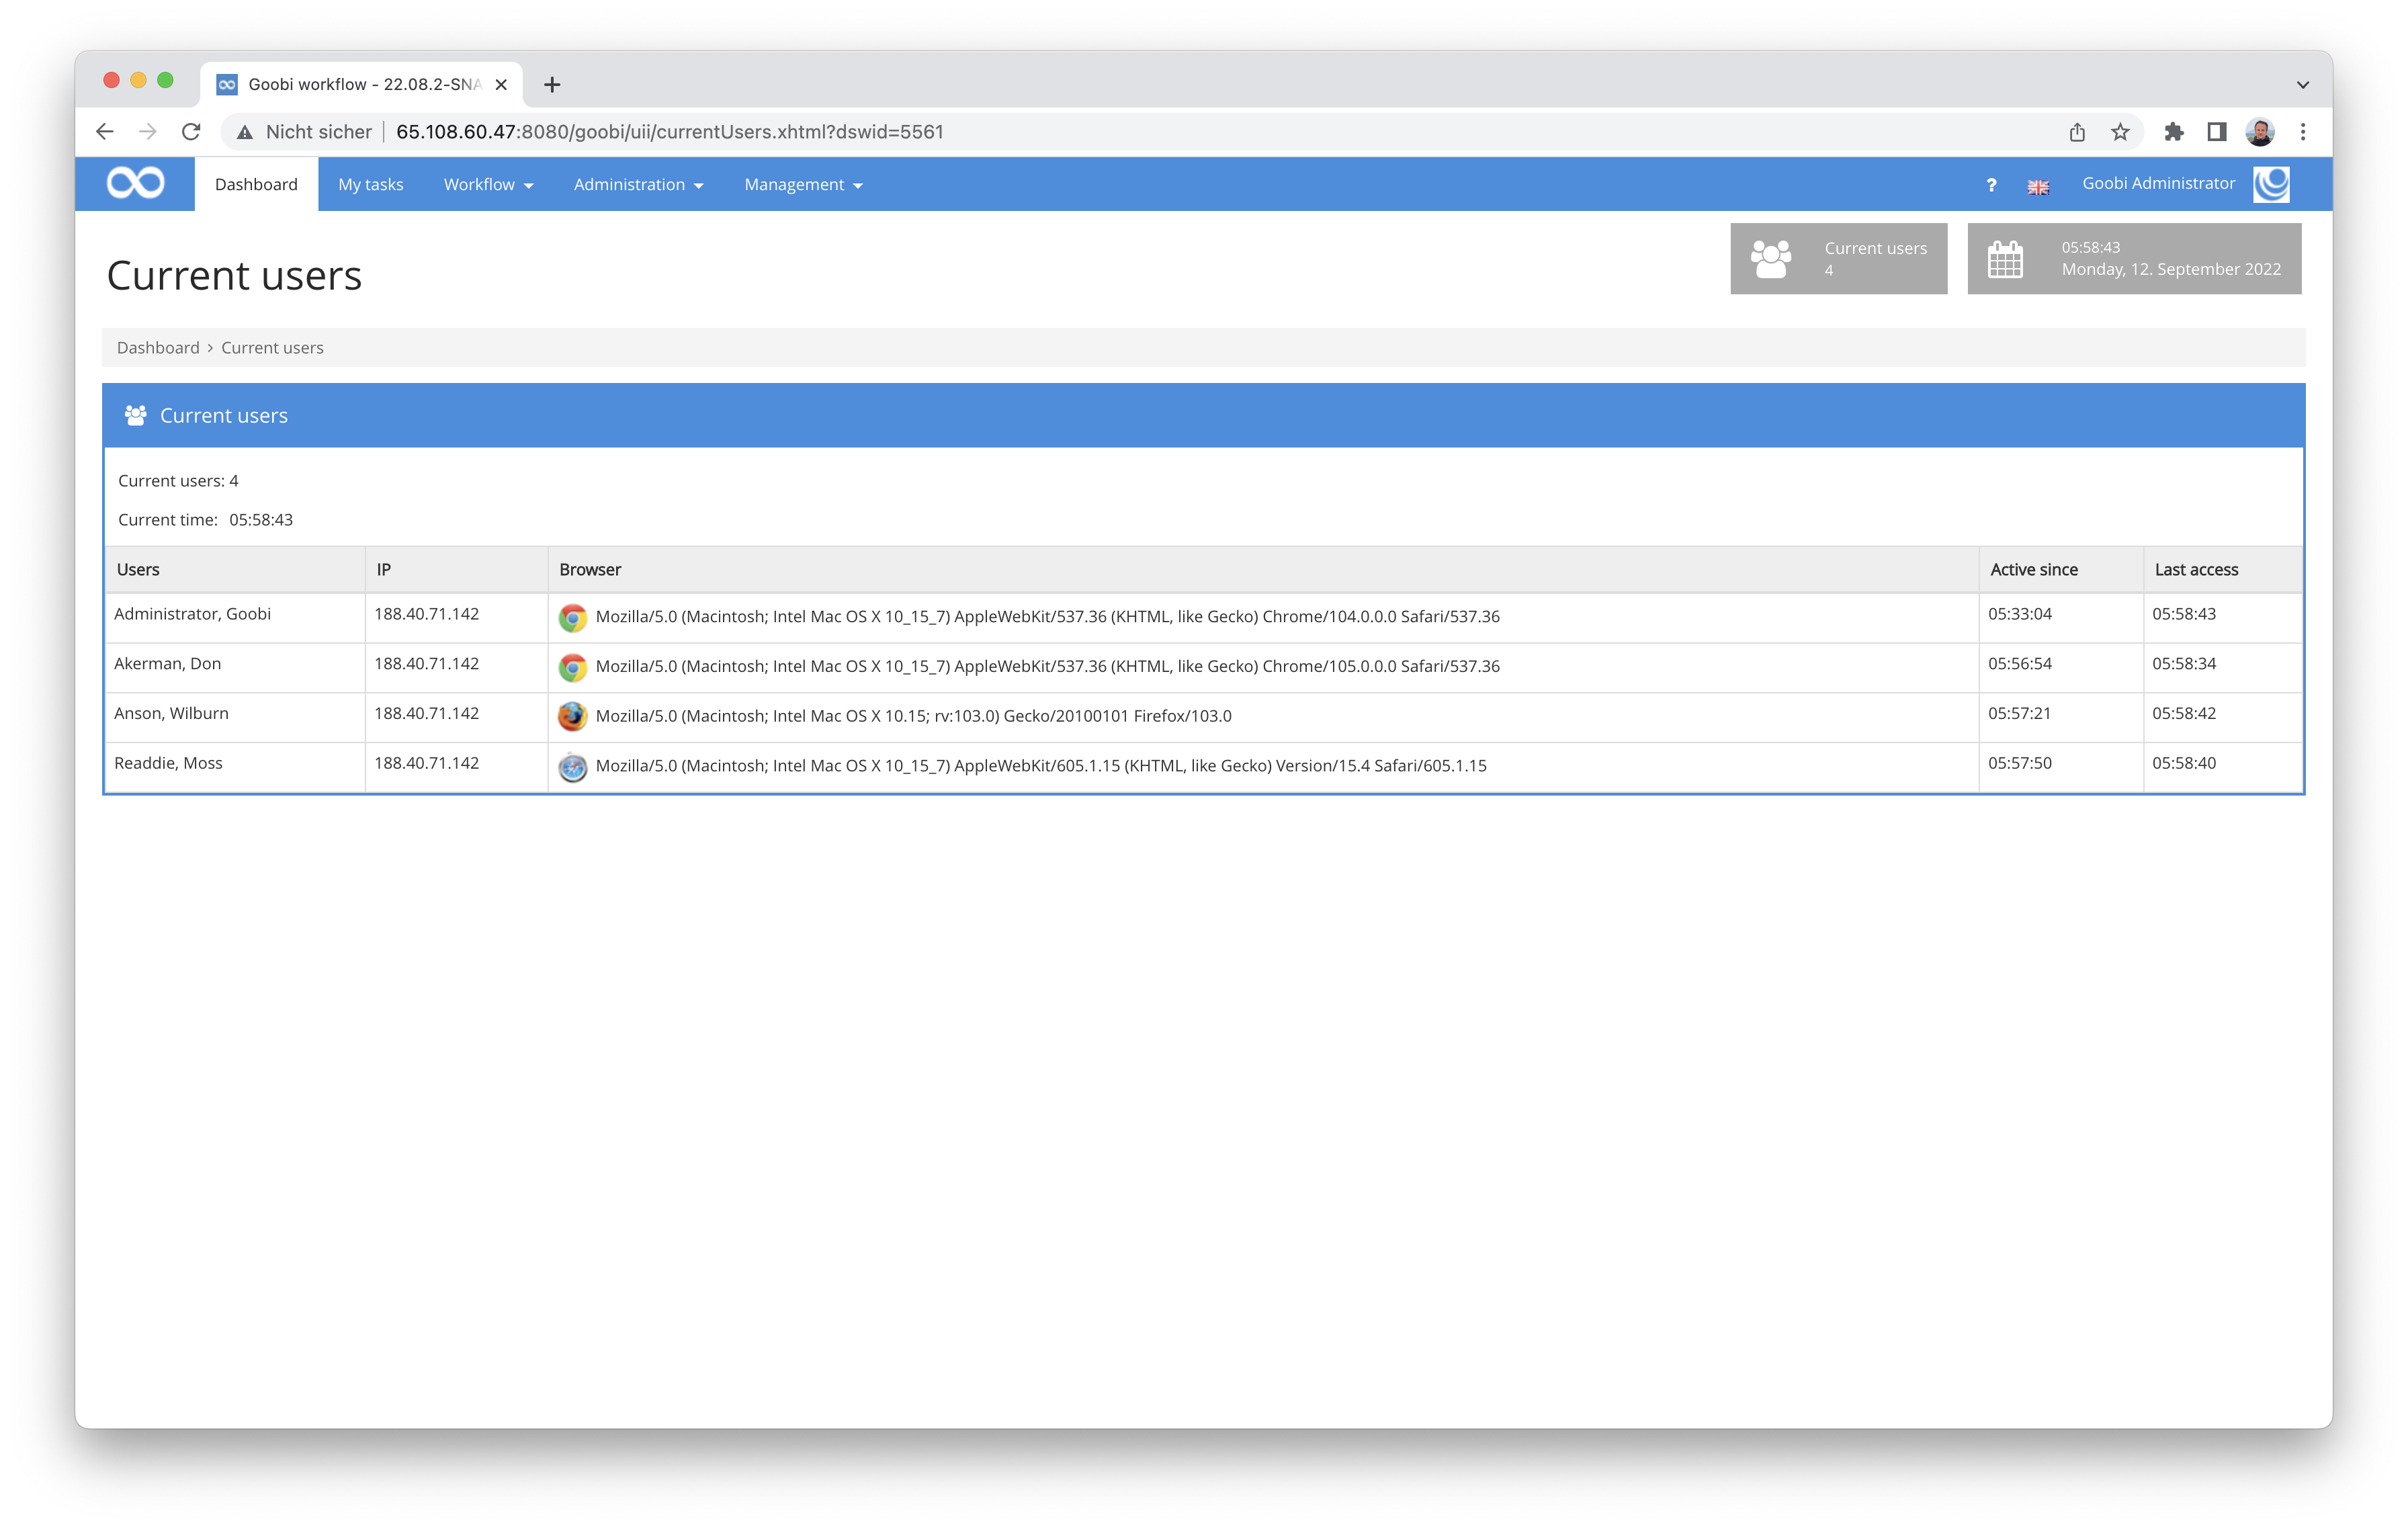 Goobi workflow - 22.08.2-SNA
Nicht sicher 65.108.60.47:8080/goobi/uii/currentUsers.xhtml?dswid=5561
Dashboard My tasks Workflow Administration Management ? Goobi Administrator
Current users
Current users
4
05:58:43
Monday, 12. September 2022
Dashboard > Current users
Current users
Current users: 4
Current time: 05:58:43
Users IP Browser Active since Last access
Administrator, Goobi 188.40.71.142 Mozilla/5.0 (Macintosh; Intel Mac OS X 10_15_7) AppleWebKit/537.36 (KHTML, like Gecko) Chrome/104.0.0.0 Safari/537.36 05:33:04 05:58:43
Akerman, Don 188.40.71.142 Mozilla/5.0 (Macintosh; Intel Mac OS X 10_15_7) AppleWebKit/537.36 (KHTML, like Gecko) Chrome/105.0.0.0 Safari/537.36 05:56:54 05:58:34
Anson, Wilburn 188.40.71.142 Mozilla/5.0 (Macintosh; Intel Mac OS X 10.15; rv:103.0) Gecko/20100101 Firefox/103.0 05:57:21 05:58:42
Readdie, Moss 188.40.71.142 Mozilla/5.0 (Macintosh; Intel Mac OS X 10_15_7) AppleWebKit/605.1.15 (KHTML, like Gecko) Version/15.4 Safari/605.1.15 05:57:50 05:58:40